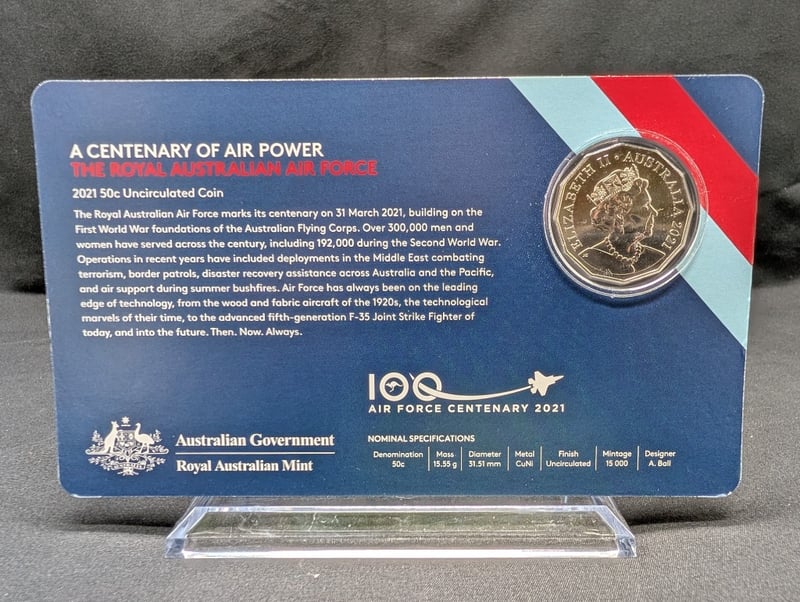 A CENTENARY OF AIR POWER
THE ROYAL AUSTRALIAN AIR FORCE
2021 50c Uncirculated Coin
The Royal Australian Air Force marks its centenary on 31 March 2021, building on the
First World War foundations of the Australian Flying Corps. Over 300,000 men and
women have served across the century, including 192,000 during the Second World War.
Operations in recent years have included deployments in the Middle East combating
terrorism, border patrols, disaster recovery assistance across Australia and the Pacific,
and air support during summer bushfires. Air Force has always been on the leading
edge of technology, from the wood and fabric aircraft of the 1920s, the technological
marvels of their time, to the advanced fifth-generation F-35 Joint Strike Fighter of
today, and into the future. Then. Now. Always.
ELIZABETH II • AUSTRALIA 2021
100
AIR FORCE CENTENARY 2021
Australian Government
Royal Australian Mint
NOMINAL SPECIFICATIONS
Denomination Mass Diameter Metal Finish Mintage Designer
50c 15.55 g 31.51 mm CuNi Uncirculated 15 000 A. Ball